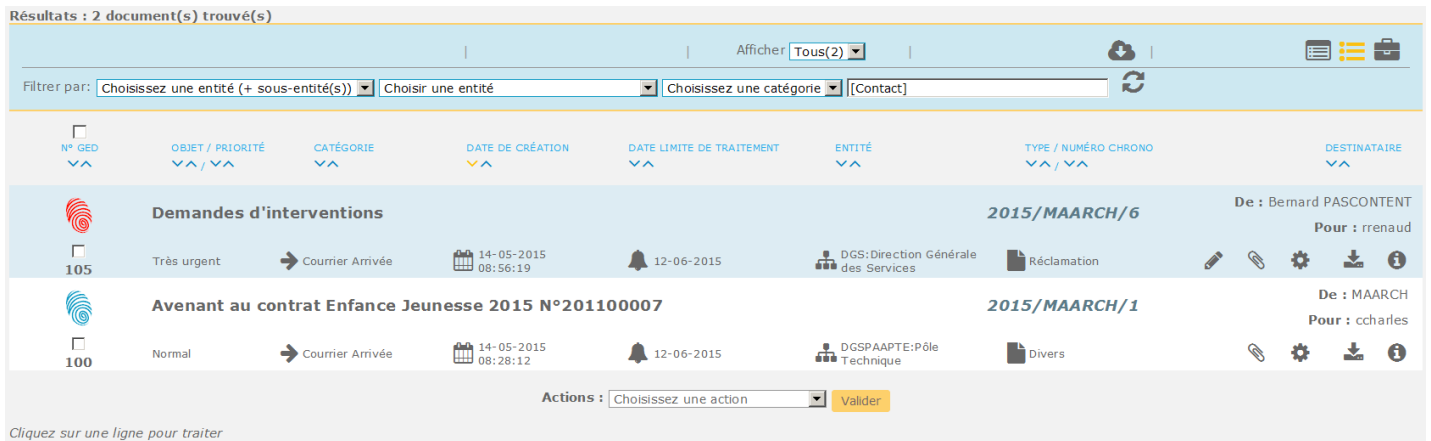 Résultats : 2 document(s) trouvé(s)
| | Afficher Tous(2) | |
Filtrer par: Choisissez une entité (+ sous-entité(s)) Choisir une entité Choisissez une catégorie [Contact]
N° GED OBJET / PRIORITÉ CATÉGORIE DATE DE CRÉATION DATE LIMITE DE TRAITEMENT ENTITÉ TYPE / NUMÉRO CHRONO DESTINATAIRE
/ /
De : Bernard PASCONTENT
Demandes d'interventions 2015/MAARCH/6
Pour : rrenaud
105 Très urgent Courrier Arrivée 14-05-2015 08:56:19 12-06-2015 DGS:Direction Générale des Services Réclamation
De : MAARCH
Avenant au contrat Enfance Jeunesse 2015 N°201100007 2015/MAARCH/1
Pour : ccharles
100 Normal Courrier Arrivée 14-05-2015 08:28:12 12-06-2015 DGSPAAPTE:Pôle Technique Divers
Actions : Choisissez une action Valider
Cliquez sur une ligne pour traiter